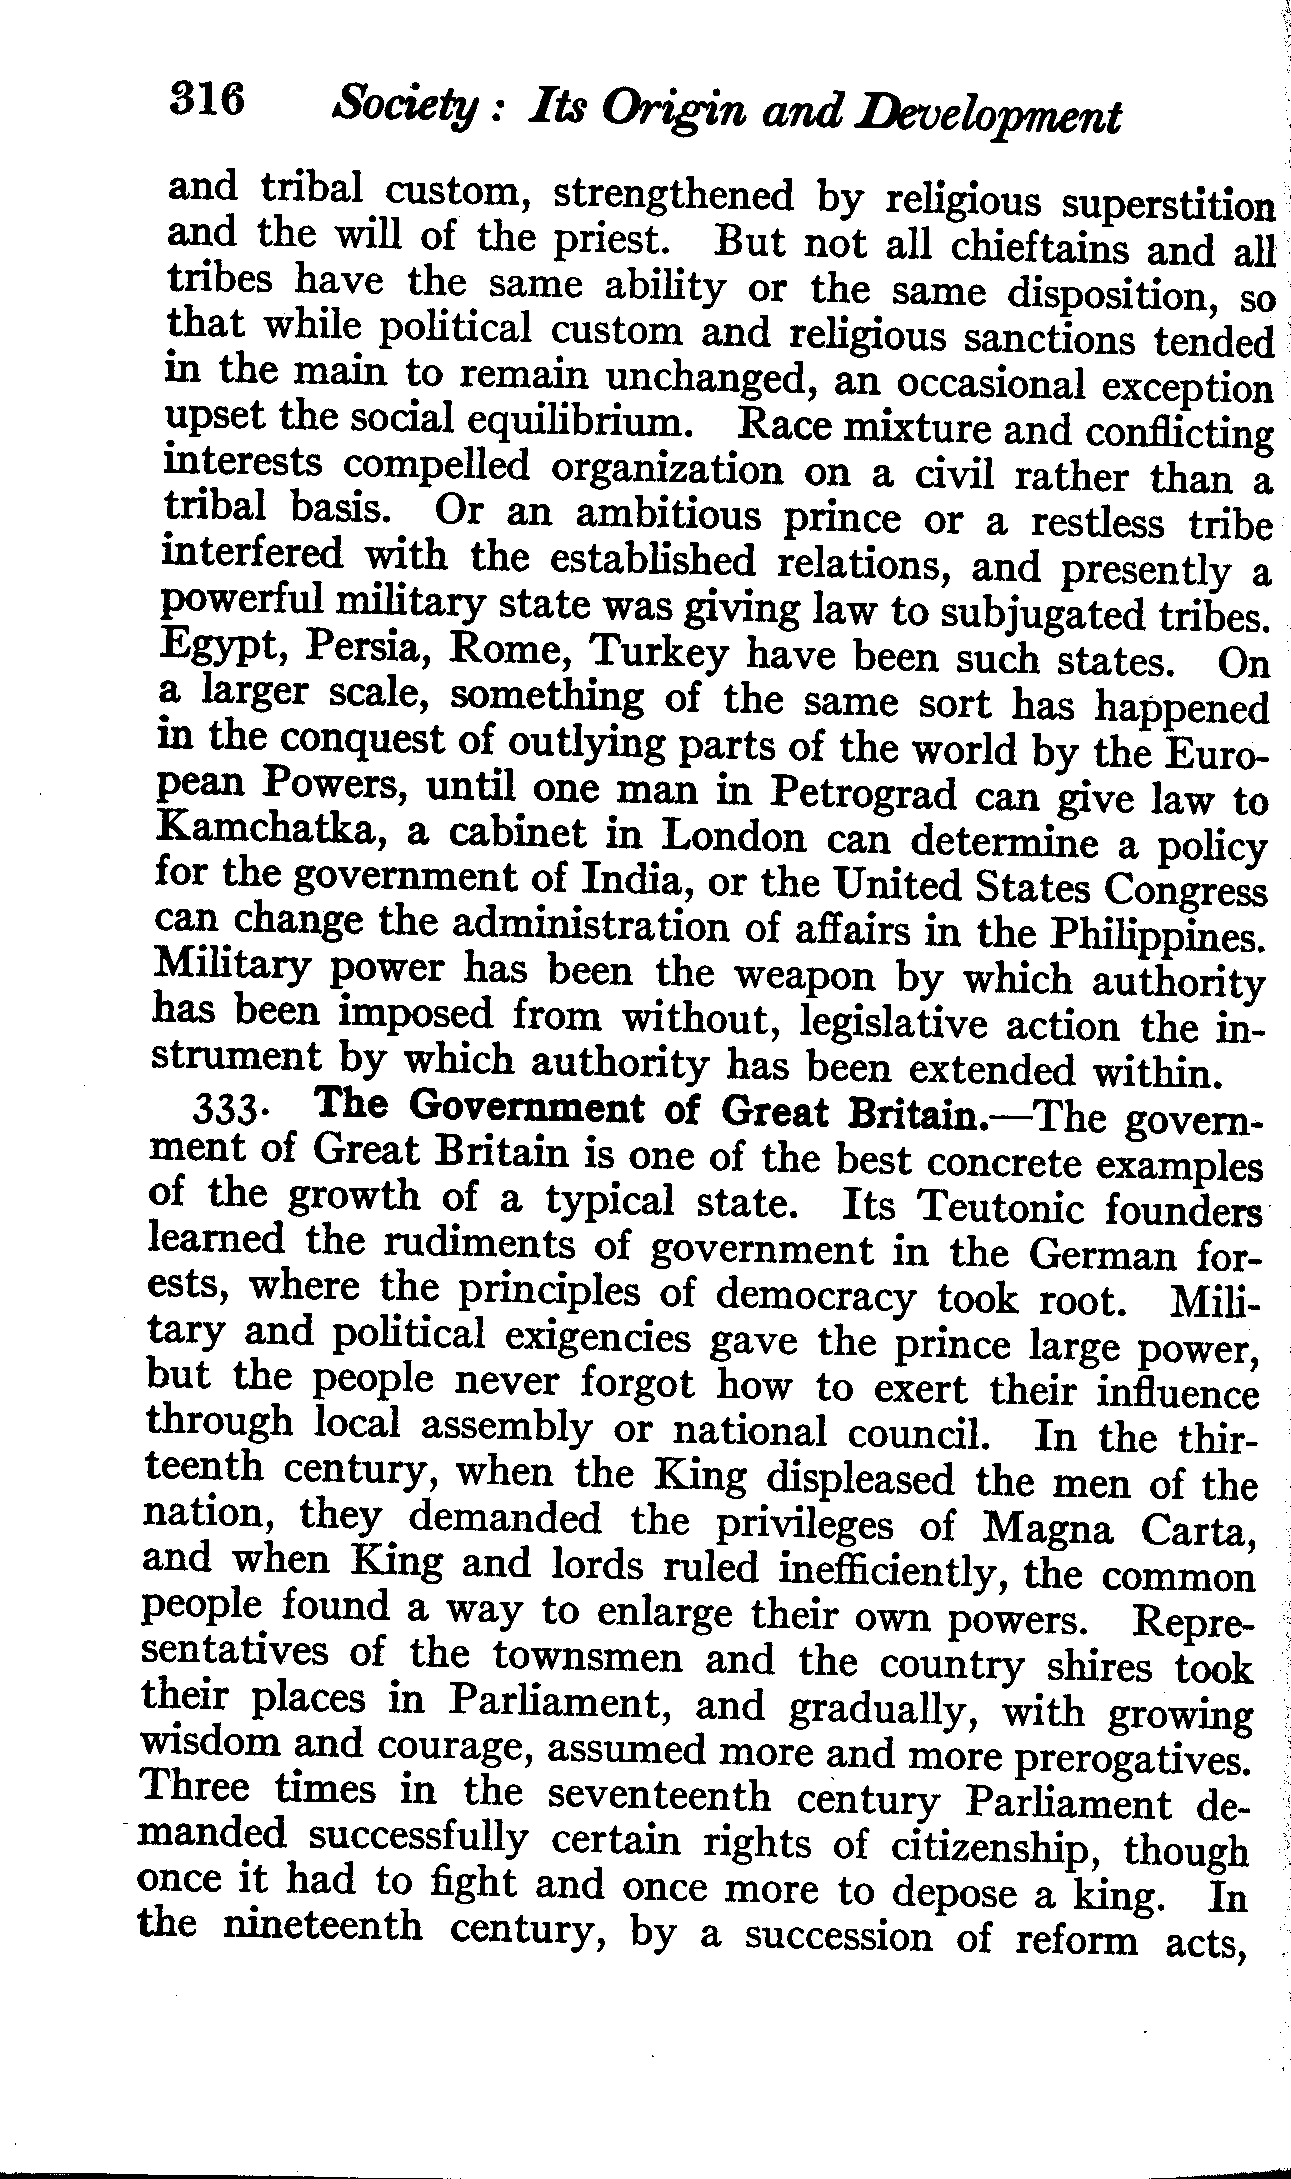 316 Society : Its Origin and Development
and tribal custom, strengthened by religious superstition
and the will of the priest. But not all chieftains and all
tribes have the same ability or the same disposition, so
that while political custom and religious sanctions tended
in the main to remain unchanged, an occasional exception
upset the social equilibrium. Race mixture and conflicting
interests compelled organization on a civil rather than a
tribal basis. Or an ambitious prince or a restless tribe
interfered with the established relations, and presently a
powerful military state was giving law to subjugated tribes.
Egypt, Persia, Rome, Turkey have been such states. On
a larger scale, something of the same sort has happened
in the conquest of outlying parts of the world by the Euro-
pean Powers, until one man in Petrograd can give law to
Kamchatka, a cabinet in London can determine a policy
for the government of India, or the United States Congress
can change the administration of affairs in the Philippines.
Military power has been the weapon by which authority
has been imposed from without, legislative action the in-
strument by which authority has been extended within.
333. The Government of Great Britain.—The govern-
ment of Great Britain is one of the best concrete examples
of the growth of a typical state. Its Teutonic founders
learned the rudiments of government in the German for-
ests, where the principles of democracy took root. Mili-
tary and political exigencies gave the prince large power,
but the people never forgot how to exert their influence
through local assembly or national council. In the thir-
teenth century, when the King displeased the men of the
nation, they demanded the privileges of Magna Carta,
and when King and lords ruled inefficiently, the common
people found a way to enlarge their own powers. Repre-
sentatives of the townsmen and the country shires took
their places in Parliament, and gradually, with growing
wisdom and courage, assumed more and more prerogatives.
Three times in the seventeenth century Parliament de-
manded successfully certain rights of citizenship, though
once it had to fight and once more to depose a king. In
the nineteenth century, by a succession of reform acts,